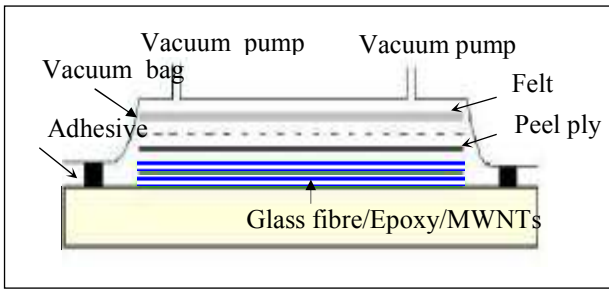 Vacuum pump
Vacuum pump
Vacuum bag
Felt
Adhesive
Peel ply
Glass fibre/Epoxy/MWNTs